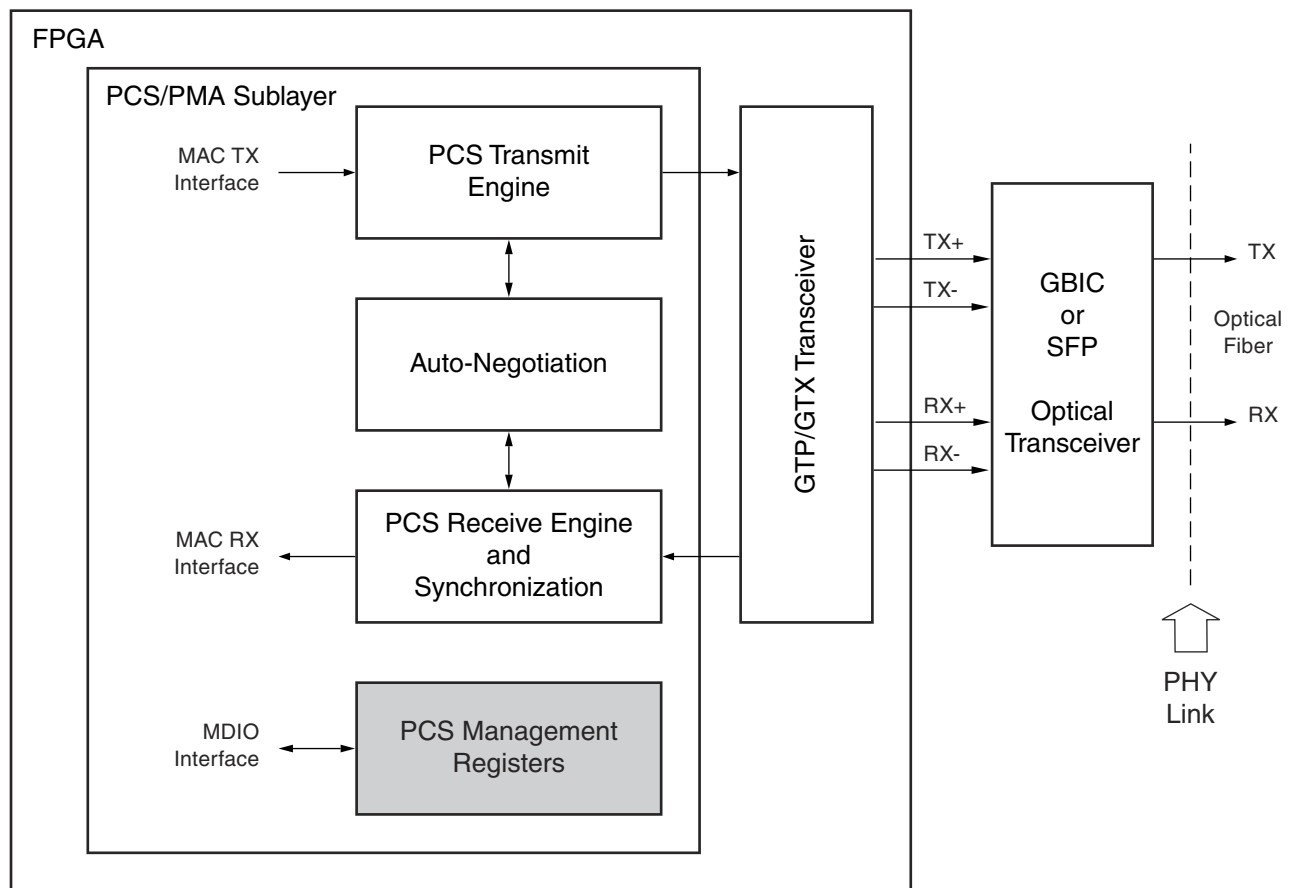 FPGA
PCS/PMA Sublayer
MAC TX
Interface
PCS Transmit
Engine
Auto-Negotiation
MAC RX
Interface
PCS Receive Engine
and
Synchronization
MDIO
Interface
PCS Management
Registers
GTP/GTX Transceiver
TX+
TX-
RX+
RX-
GBIC
or
SFP
Optical
Transceiver
TX
Optical
Fiber
RX
PHY
Link